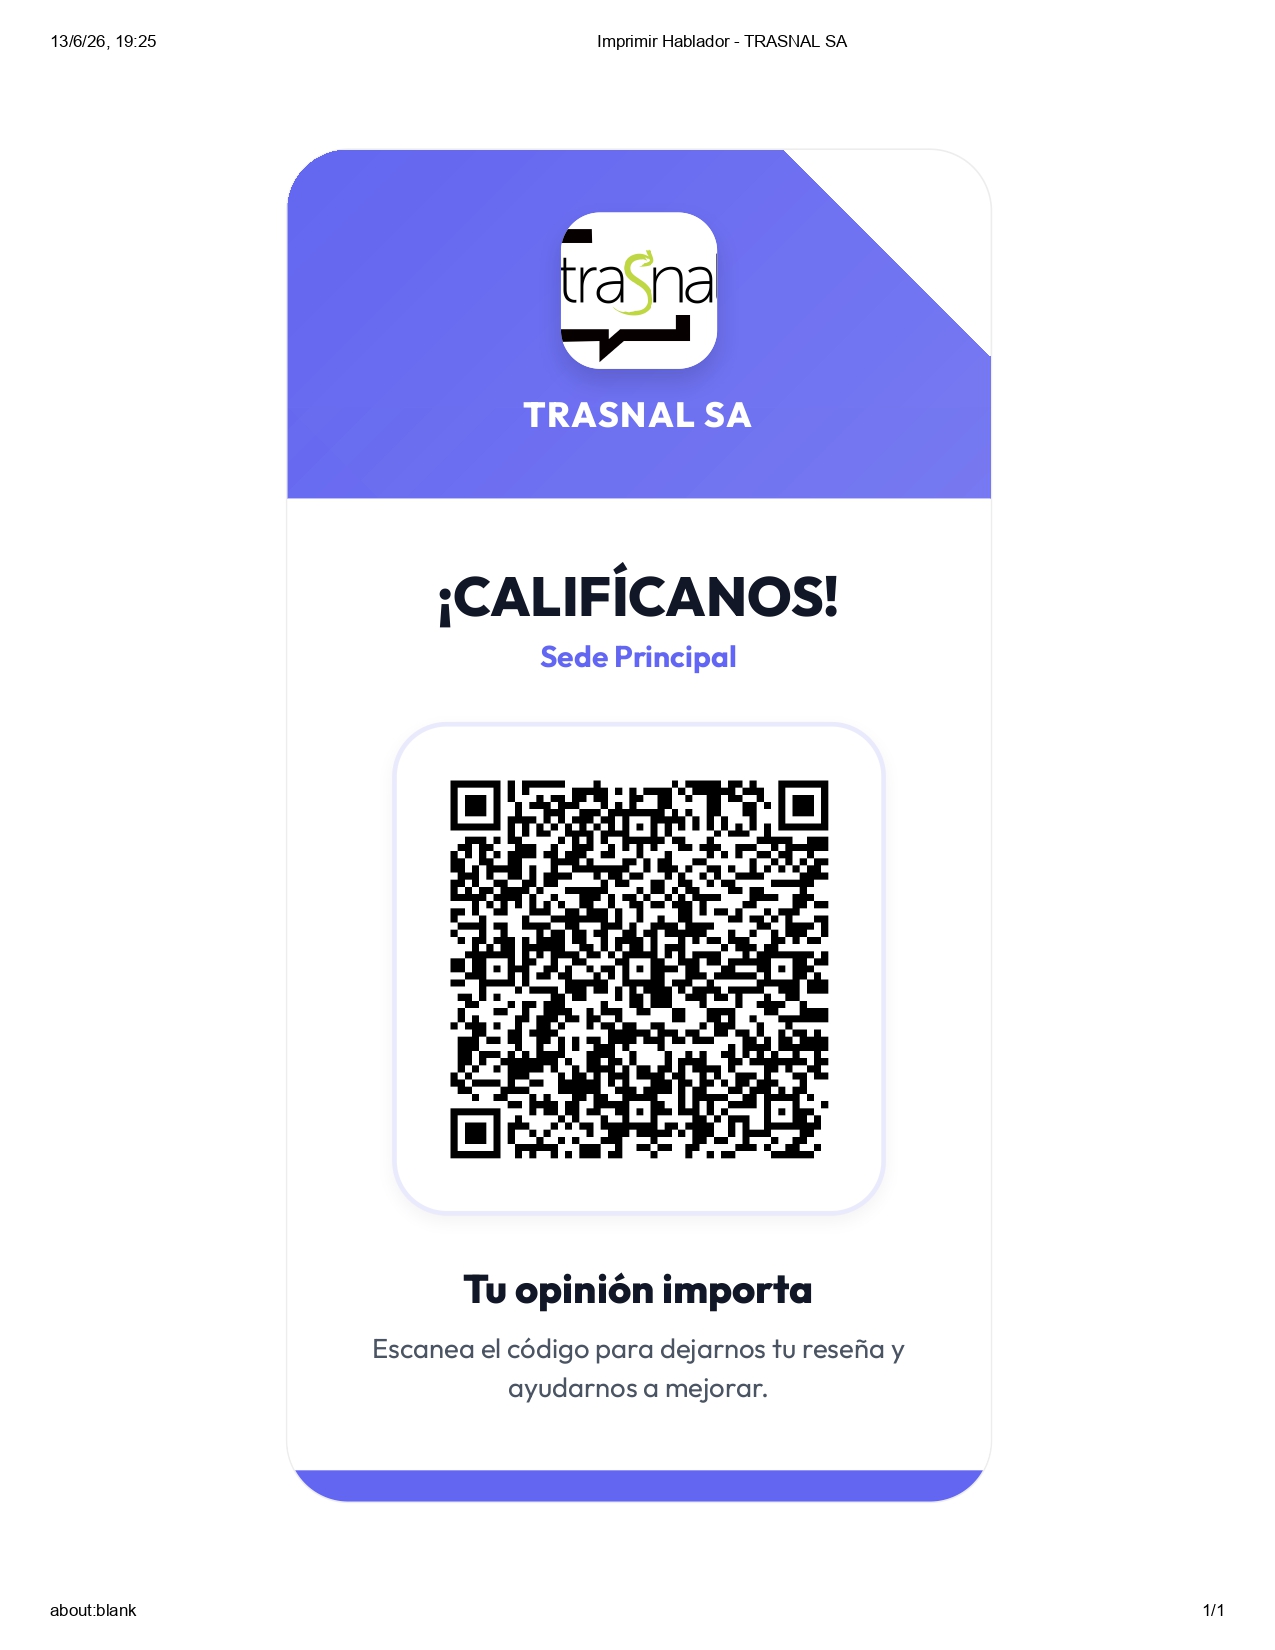 13/6/26, 19:25
Imprimir Hablador - TRASNAL SA
trasnal
TRASNAL SA
¡CALIFÍCANOS!
Sede Principal
Tu opinión importa
Escanea el código para dejarnos tu reseña y
ayudarnos a mejorar.
about:blank
1/1